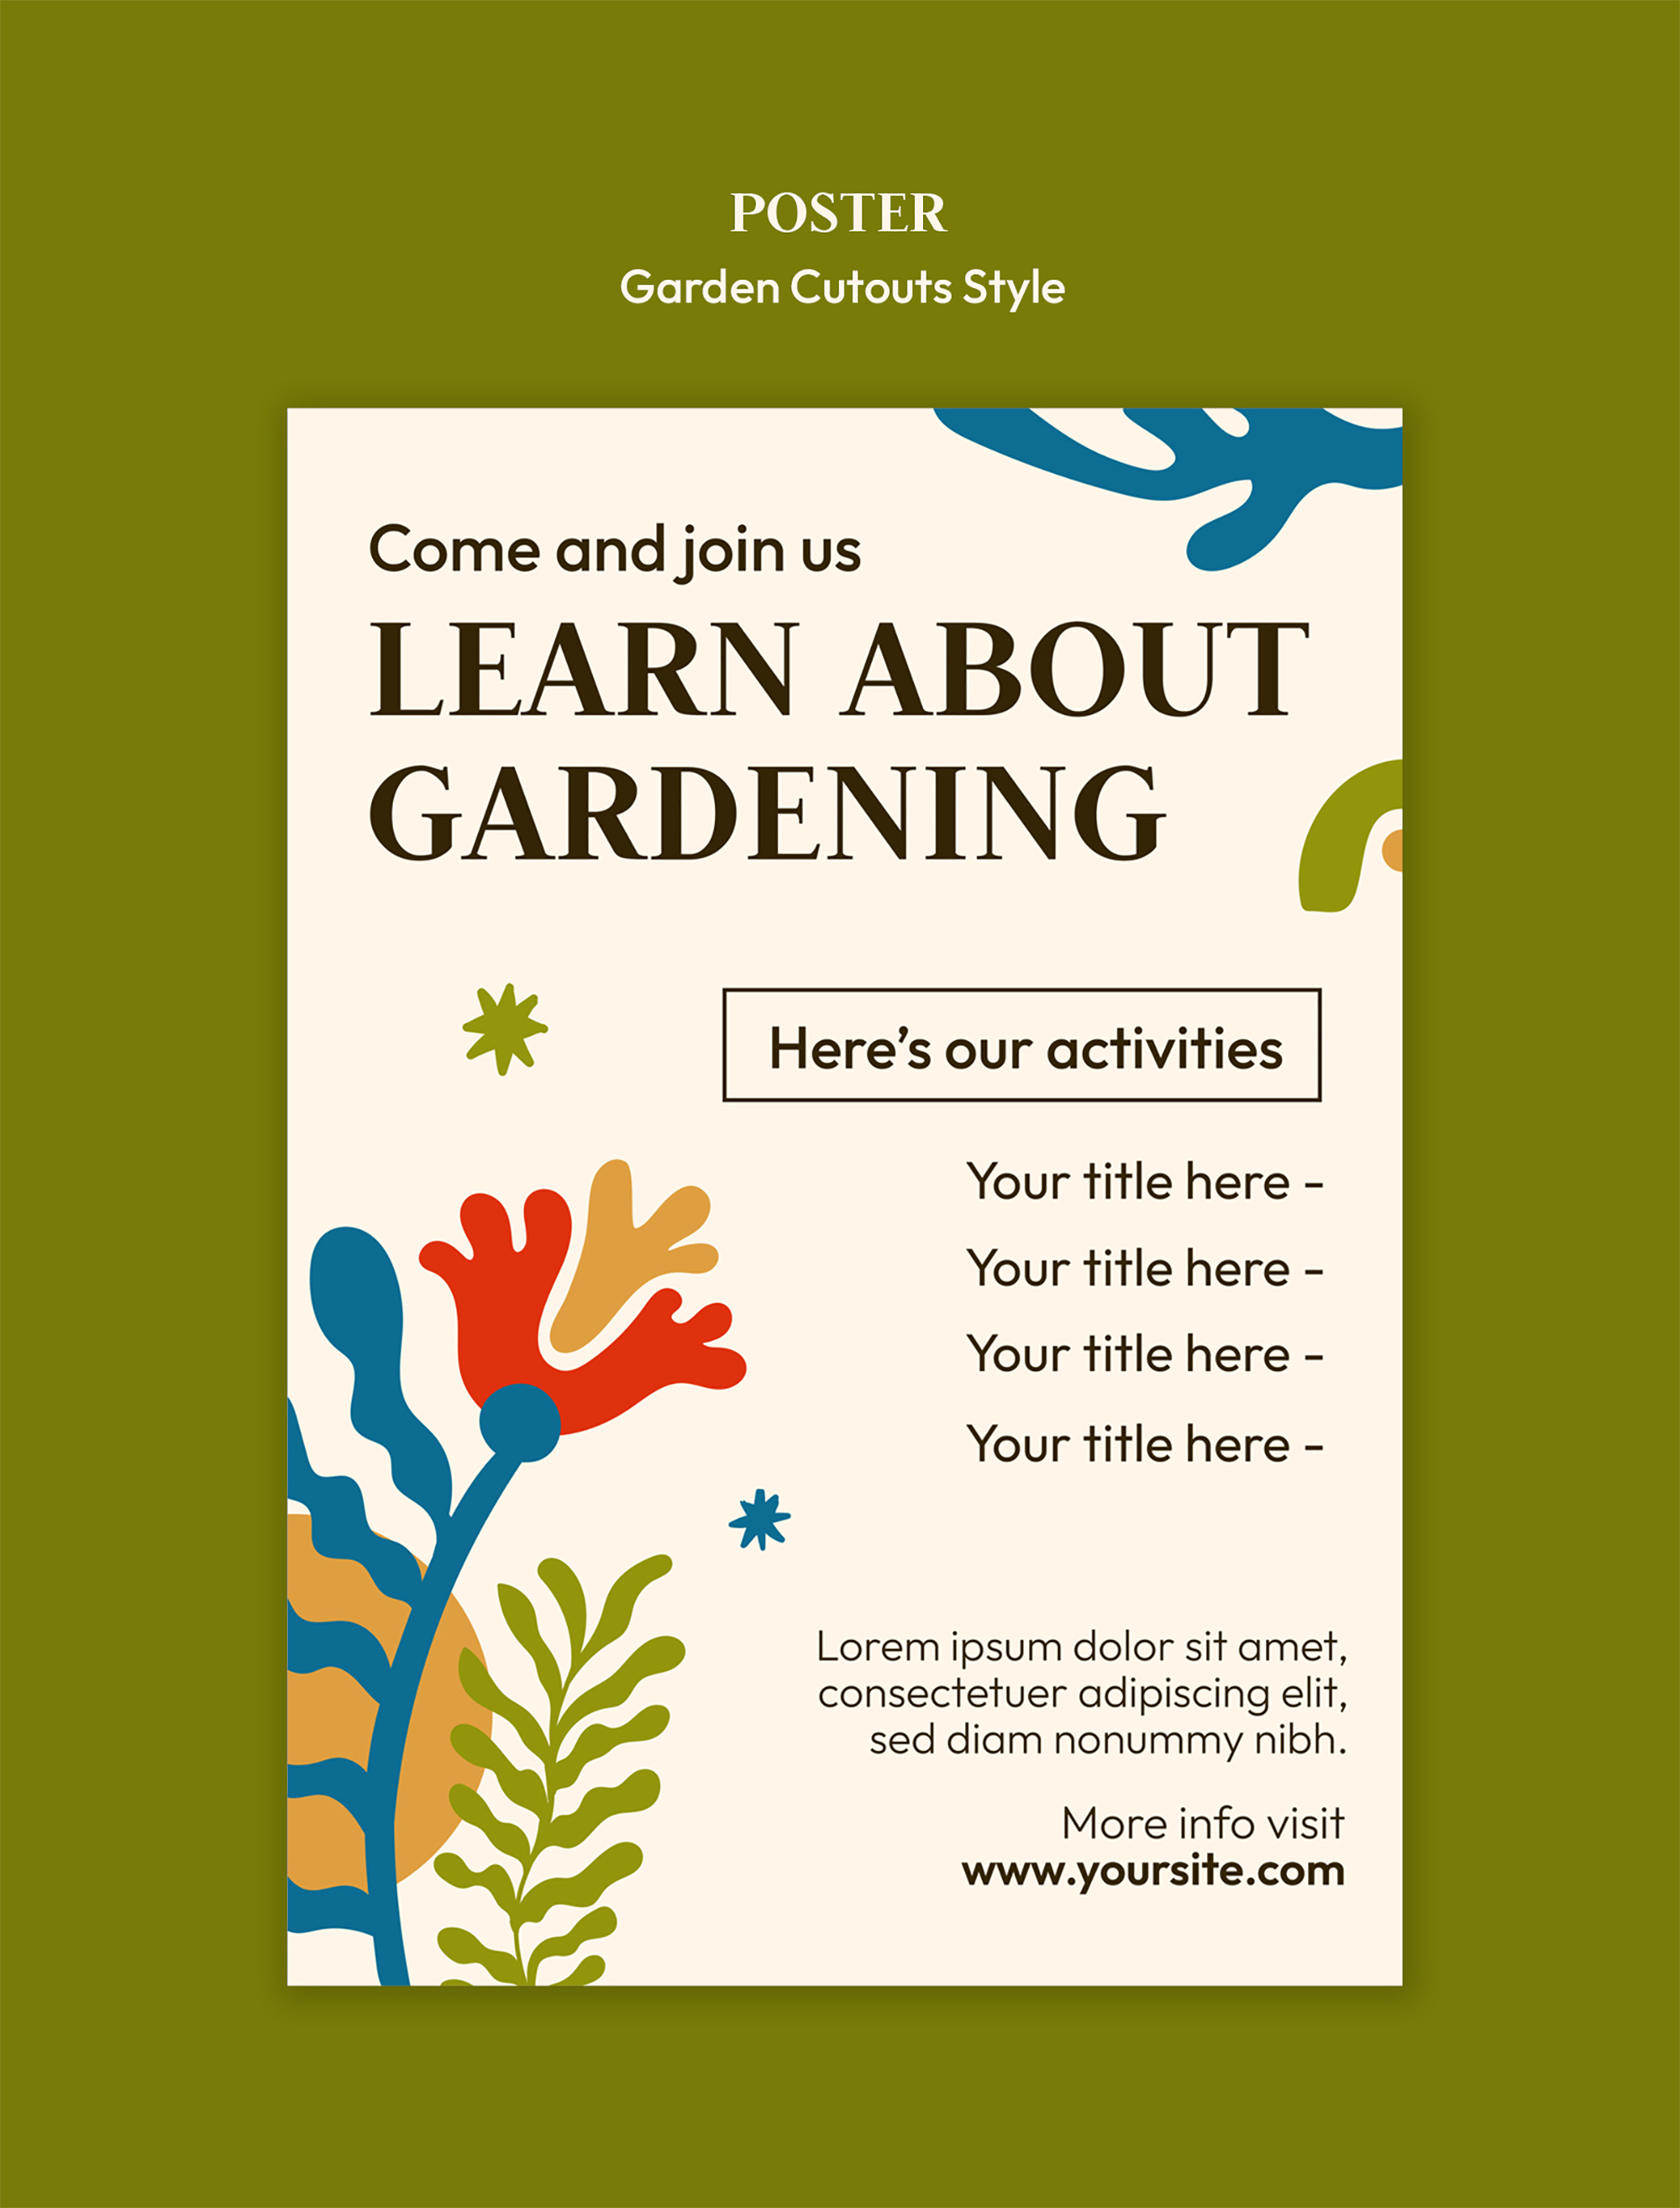 POSTER
Garden Cutouts Style
Come and join us
LEARN ABOUT
GARDENING
Here’s our activities
Your title here -
Your title here -
Your title here -
Your title here -
Lorem ipsum dolor sit amet,
consectetuer adipiscing elit,
sed diam nonummy nibh.
More info visit
www.yoursite.com